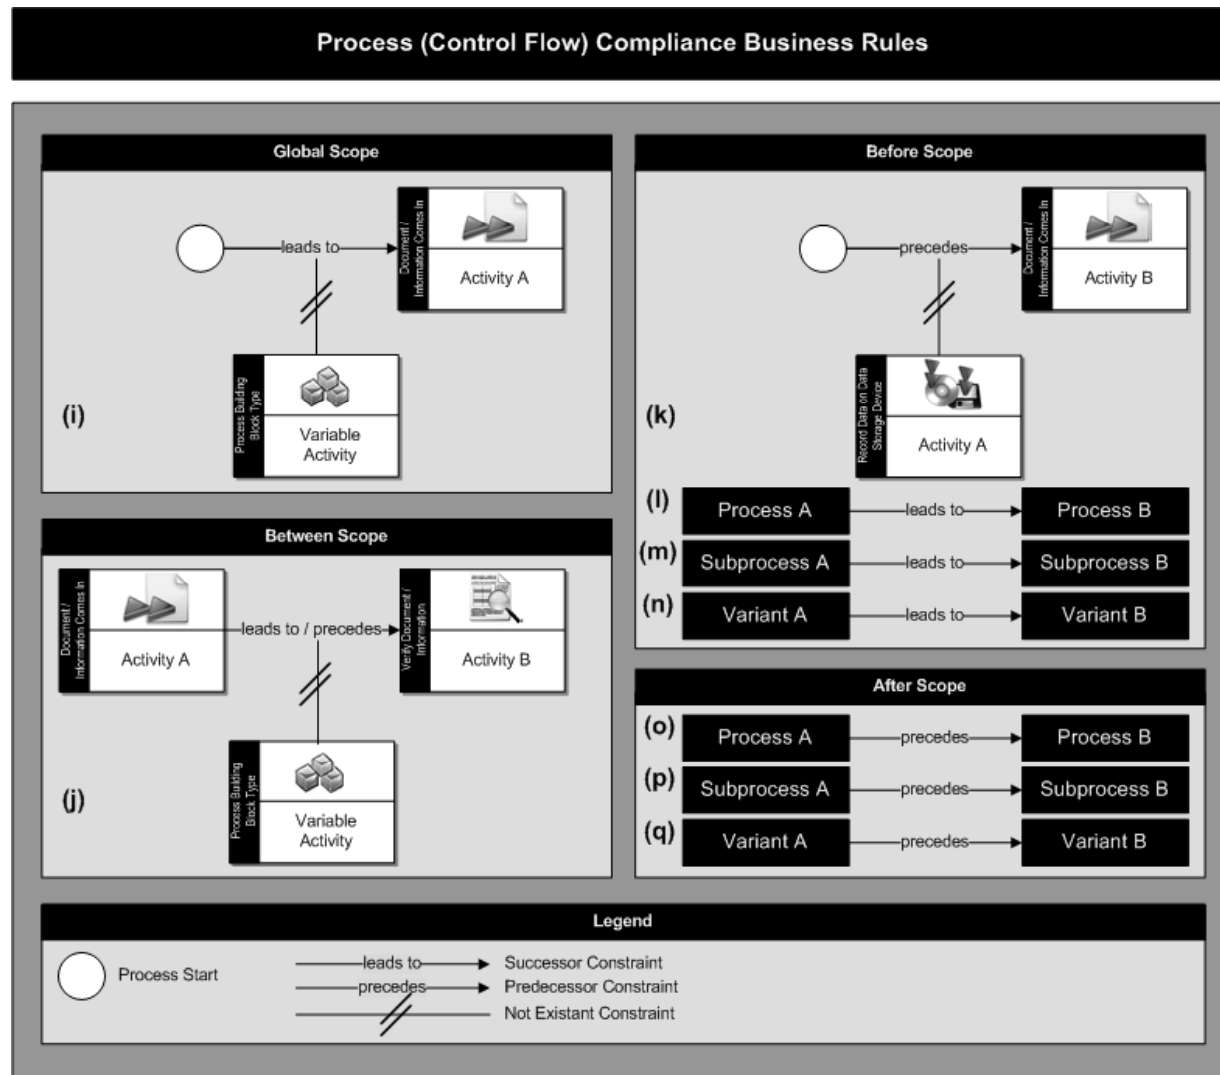 Process (Control Flow) Compliance Business Rules
Global Scope
leads to
Document /
Information Comes In
Activity A
Process Building
Block Type
Variable
Activity
(i)
Between Scope
Document /
Information Comes In
Activity A
leads to / precedes
Verify Document /
Information
Activity B
Process Building
Block Type
Variable
Activity
(j)
Before Scope
precedes
Document /
Information Comes In
Activity B
Record Data on Data
Storage Device
Activity A
(k)
(l) Process A leads to Process B
(m) Subprocess A leads to Subprocess B
(n) Variant A leads to Variant B
After Scope
(o) Process A precedes Process B
(p) Subprocess A precedes Subprocess B
(q) Variant A precedes Variant B
Legend
Process Start
leads to Successor Constraint
precedes Predecessor Constraint
Not Existant Constraint